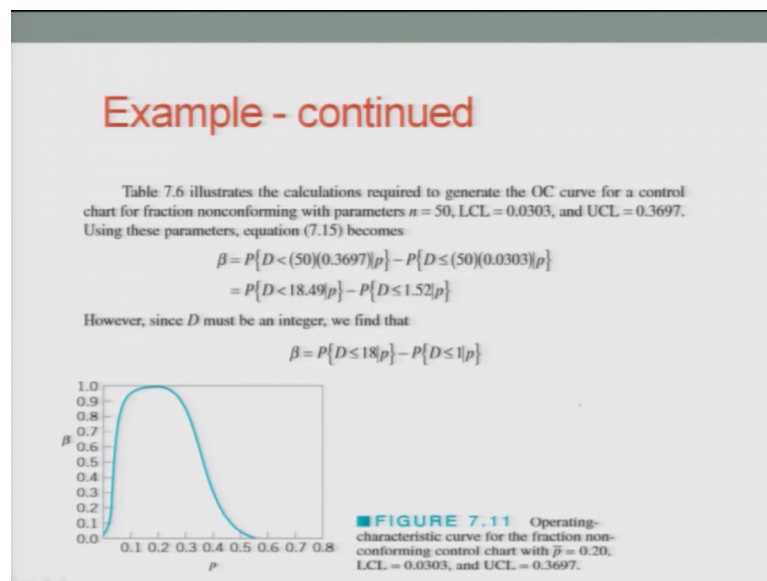 Example - continued
Table 7.6 illustrates the calculations required to generate the OC curve for a control
chart for fraction nonconforming with parameters n = 50, LCL = 0.0303, and UCL = 0.3697.
Using these parameters, equation (7.15) becomes
β = P{D < (50)(0.3697)|p} − P{D ≤ (50)(0.0303)|p}
= P{D < 18.49|p} − P{D ≤ 1.52|p}
However, since D must be an integer, we find that
β = P{D ≤ 18|p} − P{D ≤ 1|p}
1.0
0.9
0.8
0.7
β 0.6
0.5
0.4
0.3
0.2
0.1
0.0
0.1 0.2 0.3 0.4 0.5 0.6 0.7 0.8
p
FIGURE 7.11 Operating-
characteristic curve for the fraction non-
conforming control chart with p̄ = 0.20,
LCL = 0.0303, and UCL = 0.3697.